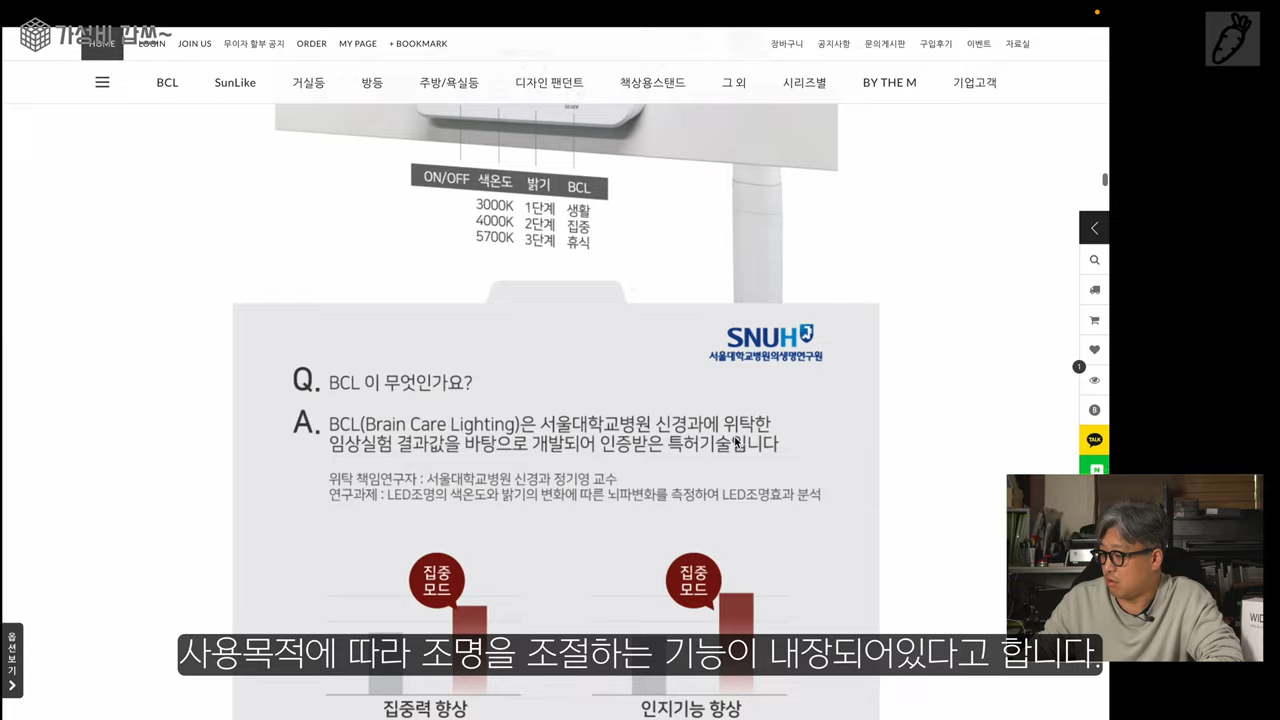 가성비 갑쓰~
HOME LOGIN JOIN US 무이자 할부 공지 ORDER MY PAGE + BOOKMARK
장바구니 공지사항 문의게시판 구입후기 이벤트 자료실
BCL SunLike 거실등 방등 주방/욕실등 디자인 팬던트 책상용스탠드 그 외 시리즈별 BY THE M 기업고객
ON/OFF 색온도 밝기 BCL
3000K 1단계 생활
4000K 2단계 집중
5700K 3단계 휴식
SNUH
서울대학교병원의생명연구원
Q. BCL 이 무엇인가요?
A. BCL(Brain Care Lighting)은 서울대학교병원 신경과에 위탁한
임상실험 결과값을 바탕으로 개발되어 인증받은 특허기술입니다
위탁 책임연구자 : 서울대학교병원 신경과 정기영 교수
연구과제 : LED조명의 색온도와 밝기의 변화에 따른 뇌파변화를 측정하여 LED조명효과 분석
1
B
TALK
N
집중
모드
집중
모드
옵션보기
사용목적에 따라 조명을 조절하는 기능이 내장되어있다고 합니다.
집중력 향상
인지기능 향상
WID